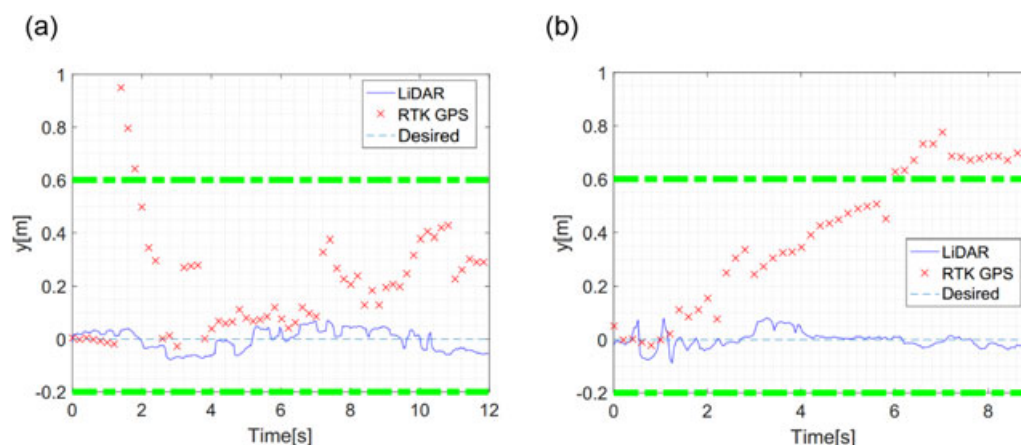 (a)
1
0.8
0.6
0.4
0.2
0
-0.2
y[m]
0 2 4 6 8 10 12
Time[s]
LiDAR
RTK GPS
Desired
(b)
1
0.8
0.6
0.4
0.2
0
-0.2
y[m]
0 2 4 6 8
Time[s]
LiDAR
RTK GPS
Desired